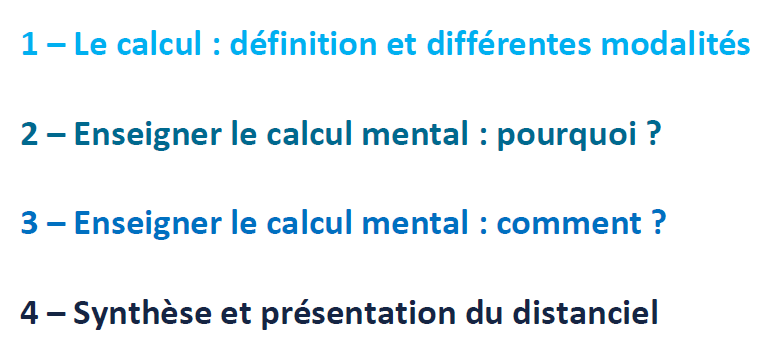 1 – Le calcul : définition et différentes modalités
2 – Enseigner le calcul mental : pourquoi ?
3 – Enseigner le calcul mental : comment ?
4 – Synthèse et présentation du distanciel